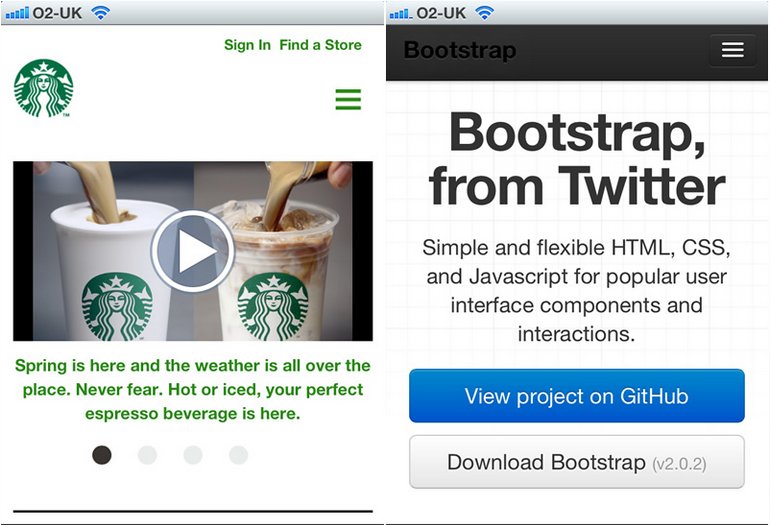 O2-UK
Sign In Find a Store
TM
Spring is here and the weather is all over the
place. Never fear. Hot or iced, your perfect
espresso beverage is here.
O2-UK
Bootstrap
Bootstrap,
from Twitter
Simple and flexible HTML, CSS,
and Javascript for popular user
interface components and
interactions.
View project on GitHub
Download Bootstrap (v2.0.2)